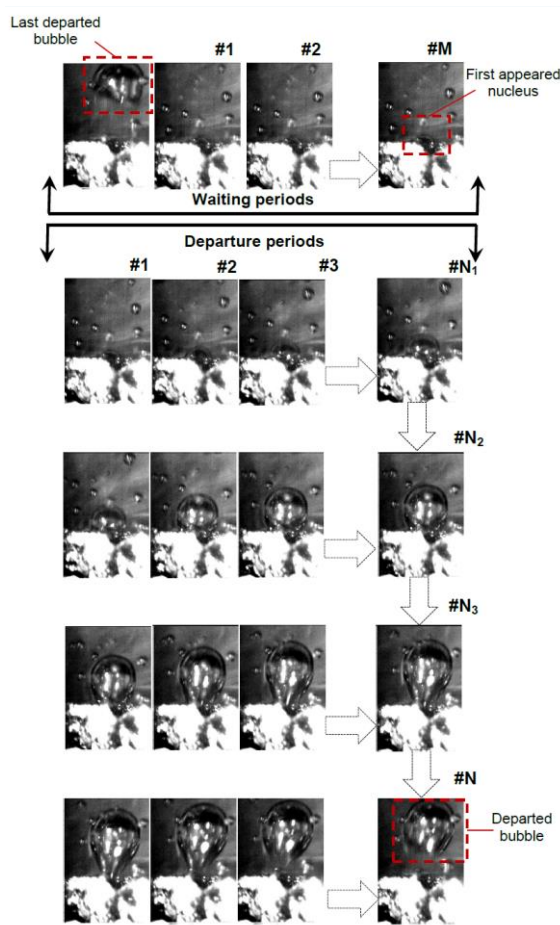 Last departed
bubble
#1
#2
#M
First appeared
nucleus
Waiting periods
Departure periods
#1
#2
#3
#N₁
#N₂
#N₃
#N
Departed
bubble